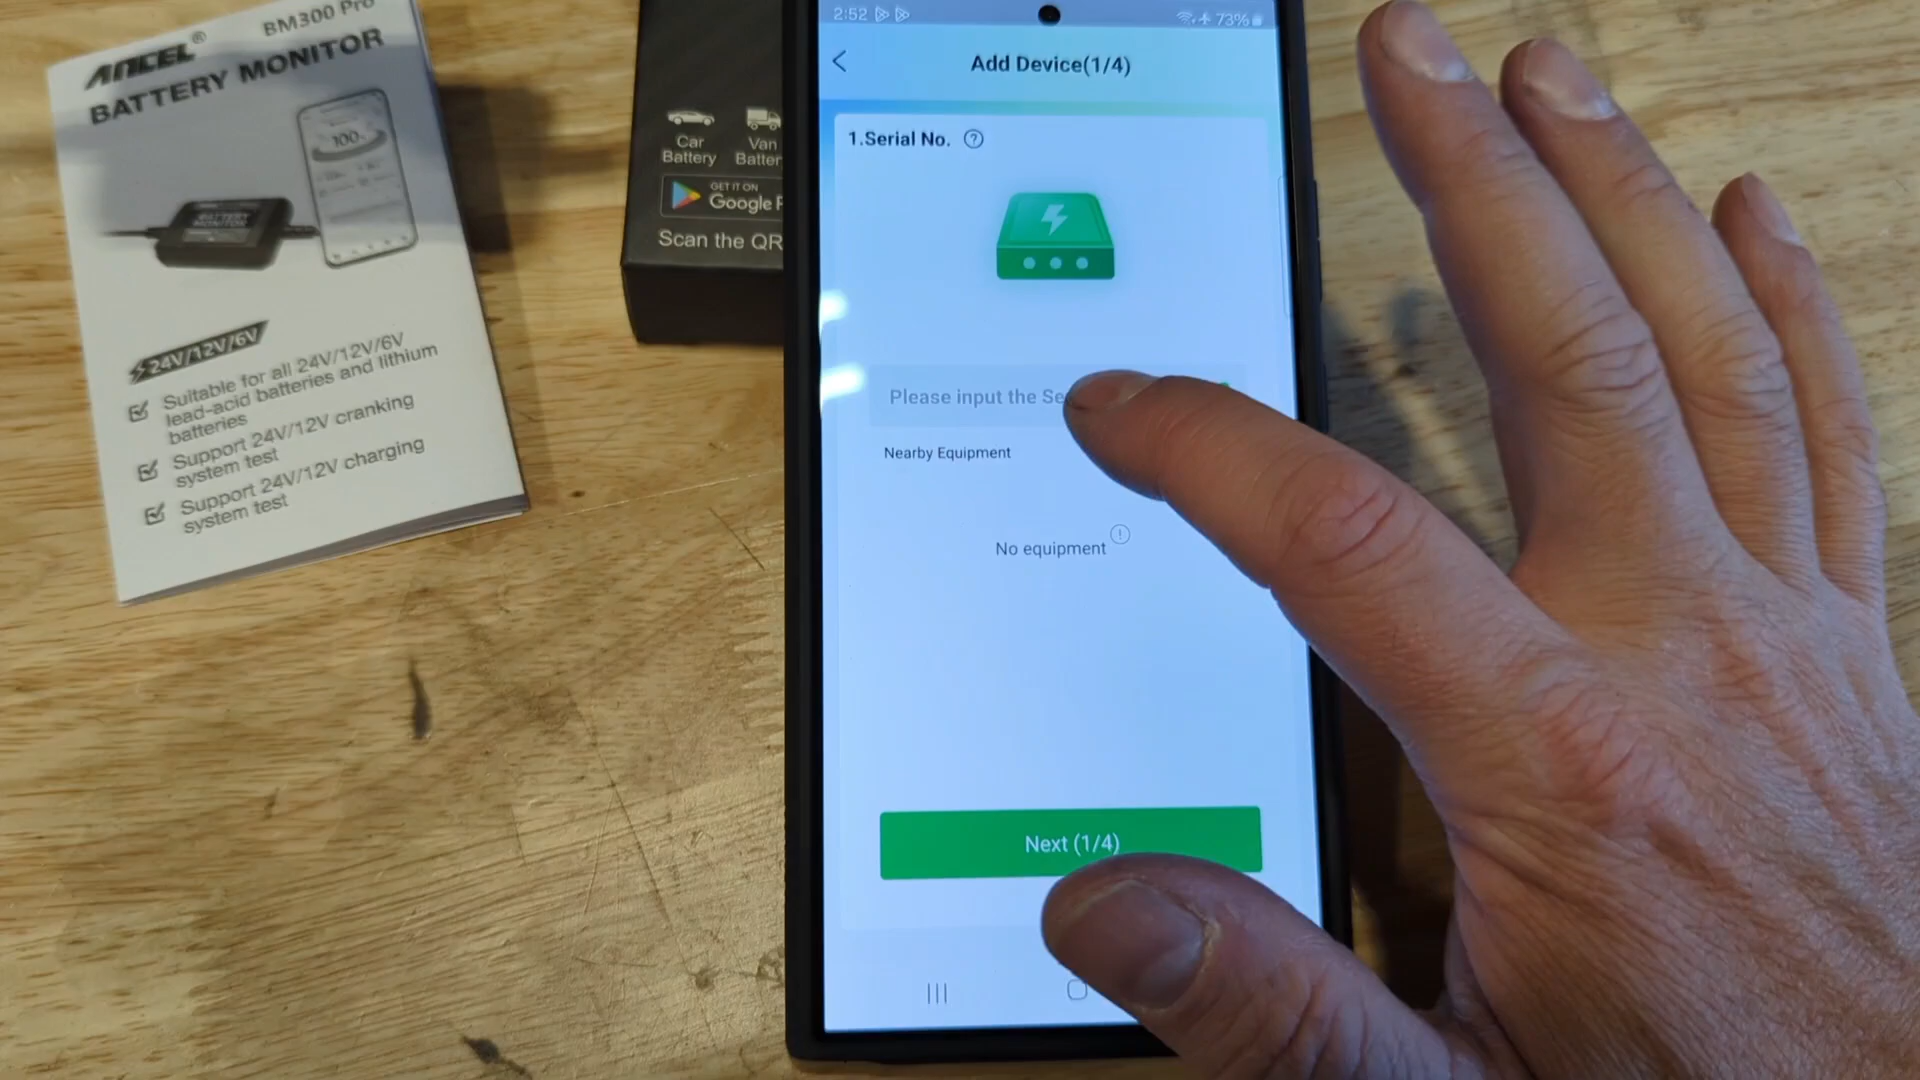 ANCEL®
BM300 Pro
BATTERY MONITOR
100
BATTERY
MONITOR
24V/12V/6V
Suitable for all 24V/12V/6V
lead-acid batteries and lithium
batteries
Support 24V/12V cranking
system test
Support 24V/12V charging
system test
Car
Battery
Van
GET IT ON
Google
Scan the QR
2:52
73%
Add Device(1/4)
1.Serial No. ?
Please input the
Nearby Equipment
No equipment
Next (1/4)